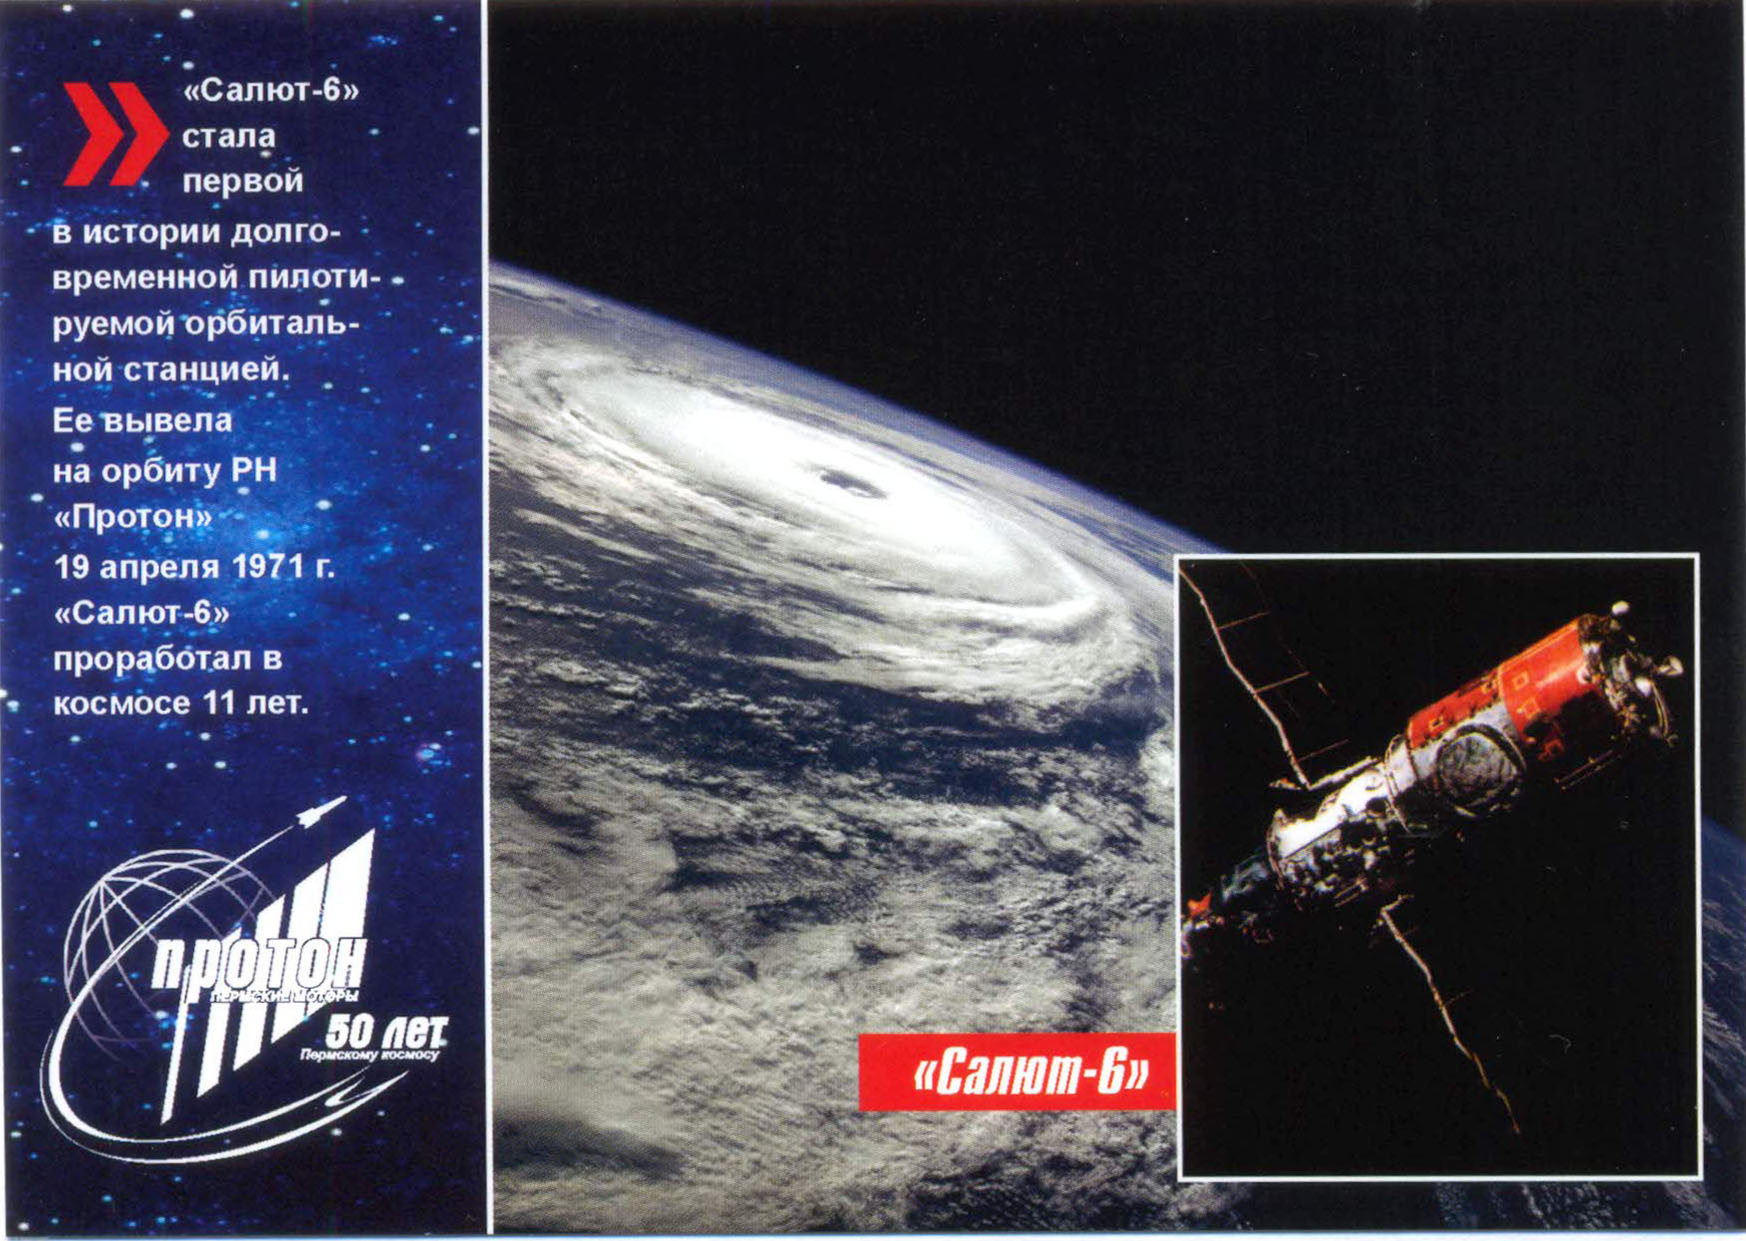 «Салют-6»
стала
первой
в истории долго-
временной пилоти-
руемой орбиталь-
ной станцией.
Ее вывела
на орбиту РН
«Протон»
19 апреля 1971 г.
«Салют-6»
проработал в
космосе 11 лет.
протон
ПЕРМСКИЕ МОТОРЫ
50 лет
Пермскому космосу
«Салют-6»